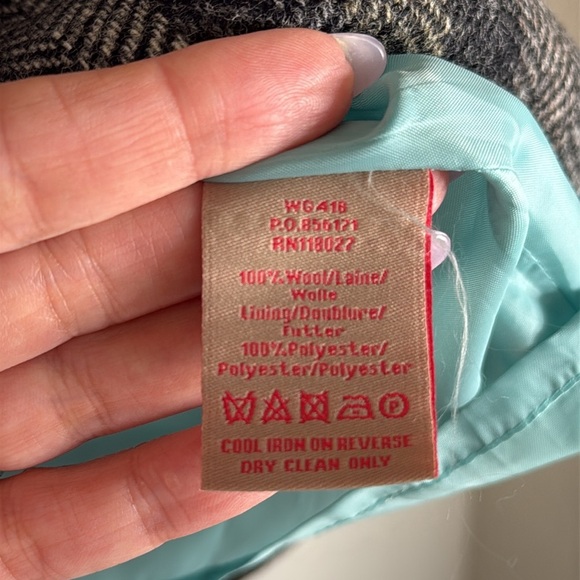 WG418
P.O.856121
RN118027
100%Wool/Laine/
Wolle
Lining/Doublure/
Futter
100%Polyester/
Polyester/Polyester
P
COOL IRON ON REVERSE
DRY CLEAN ONLY